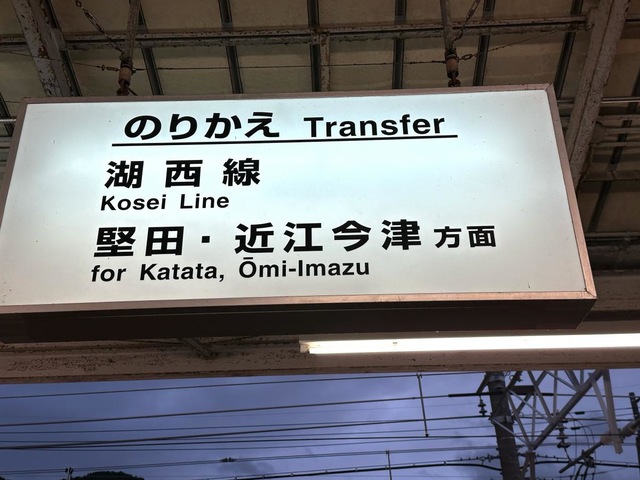 のりかえ Transfer
湖西線
Kosei Line
堅田・近江今津 方面
for Katata, Ōmi-Imazu